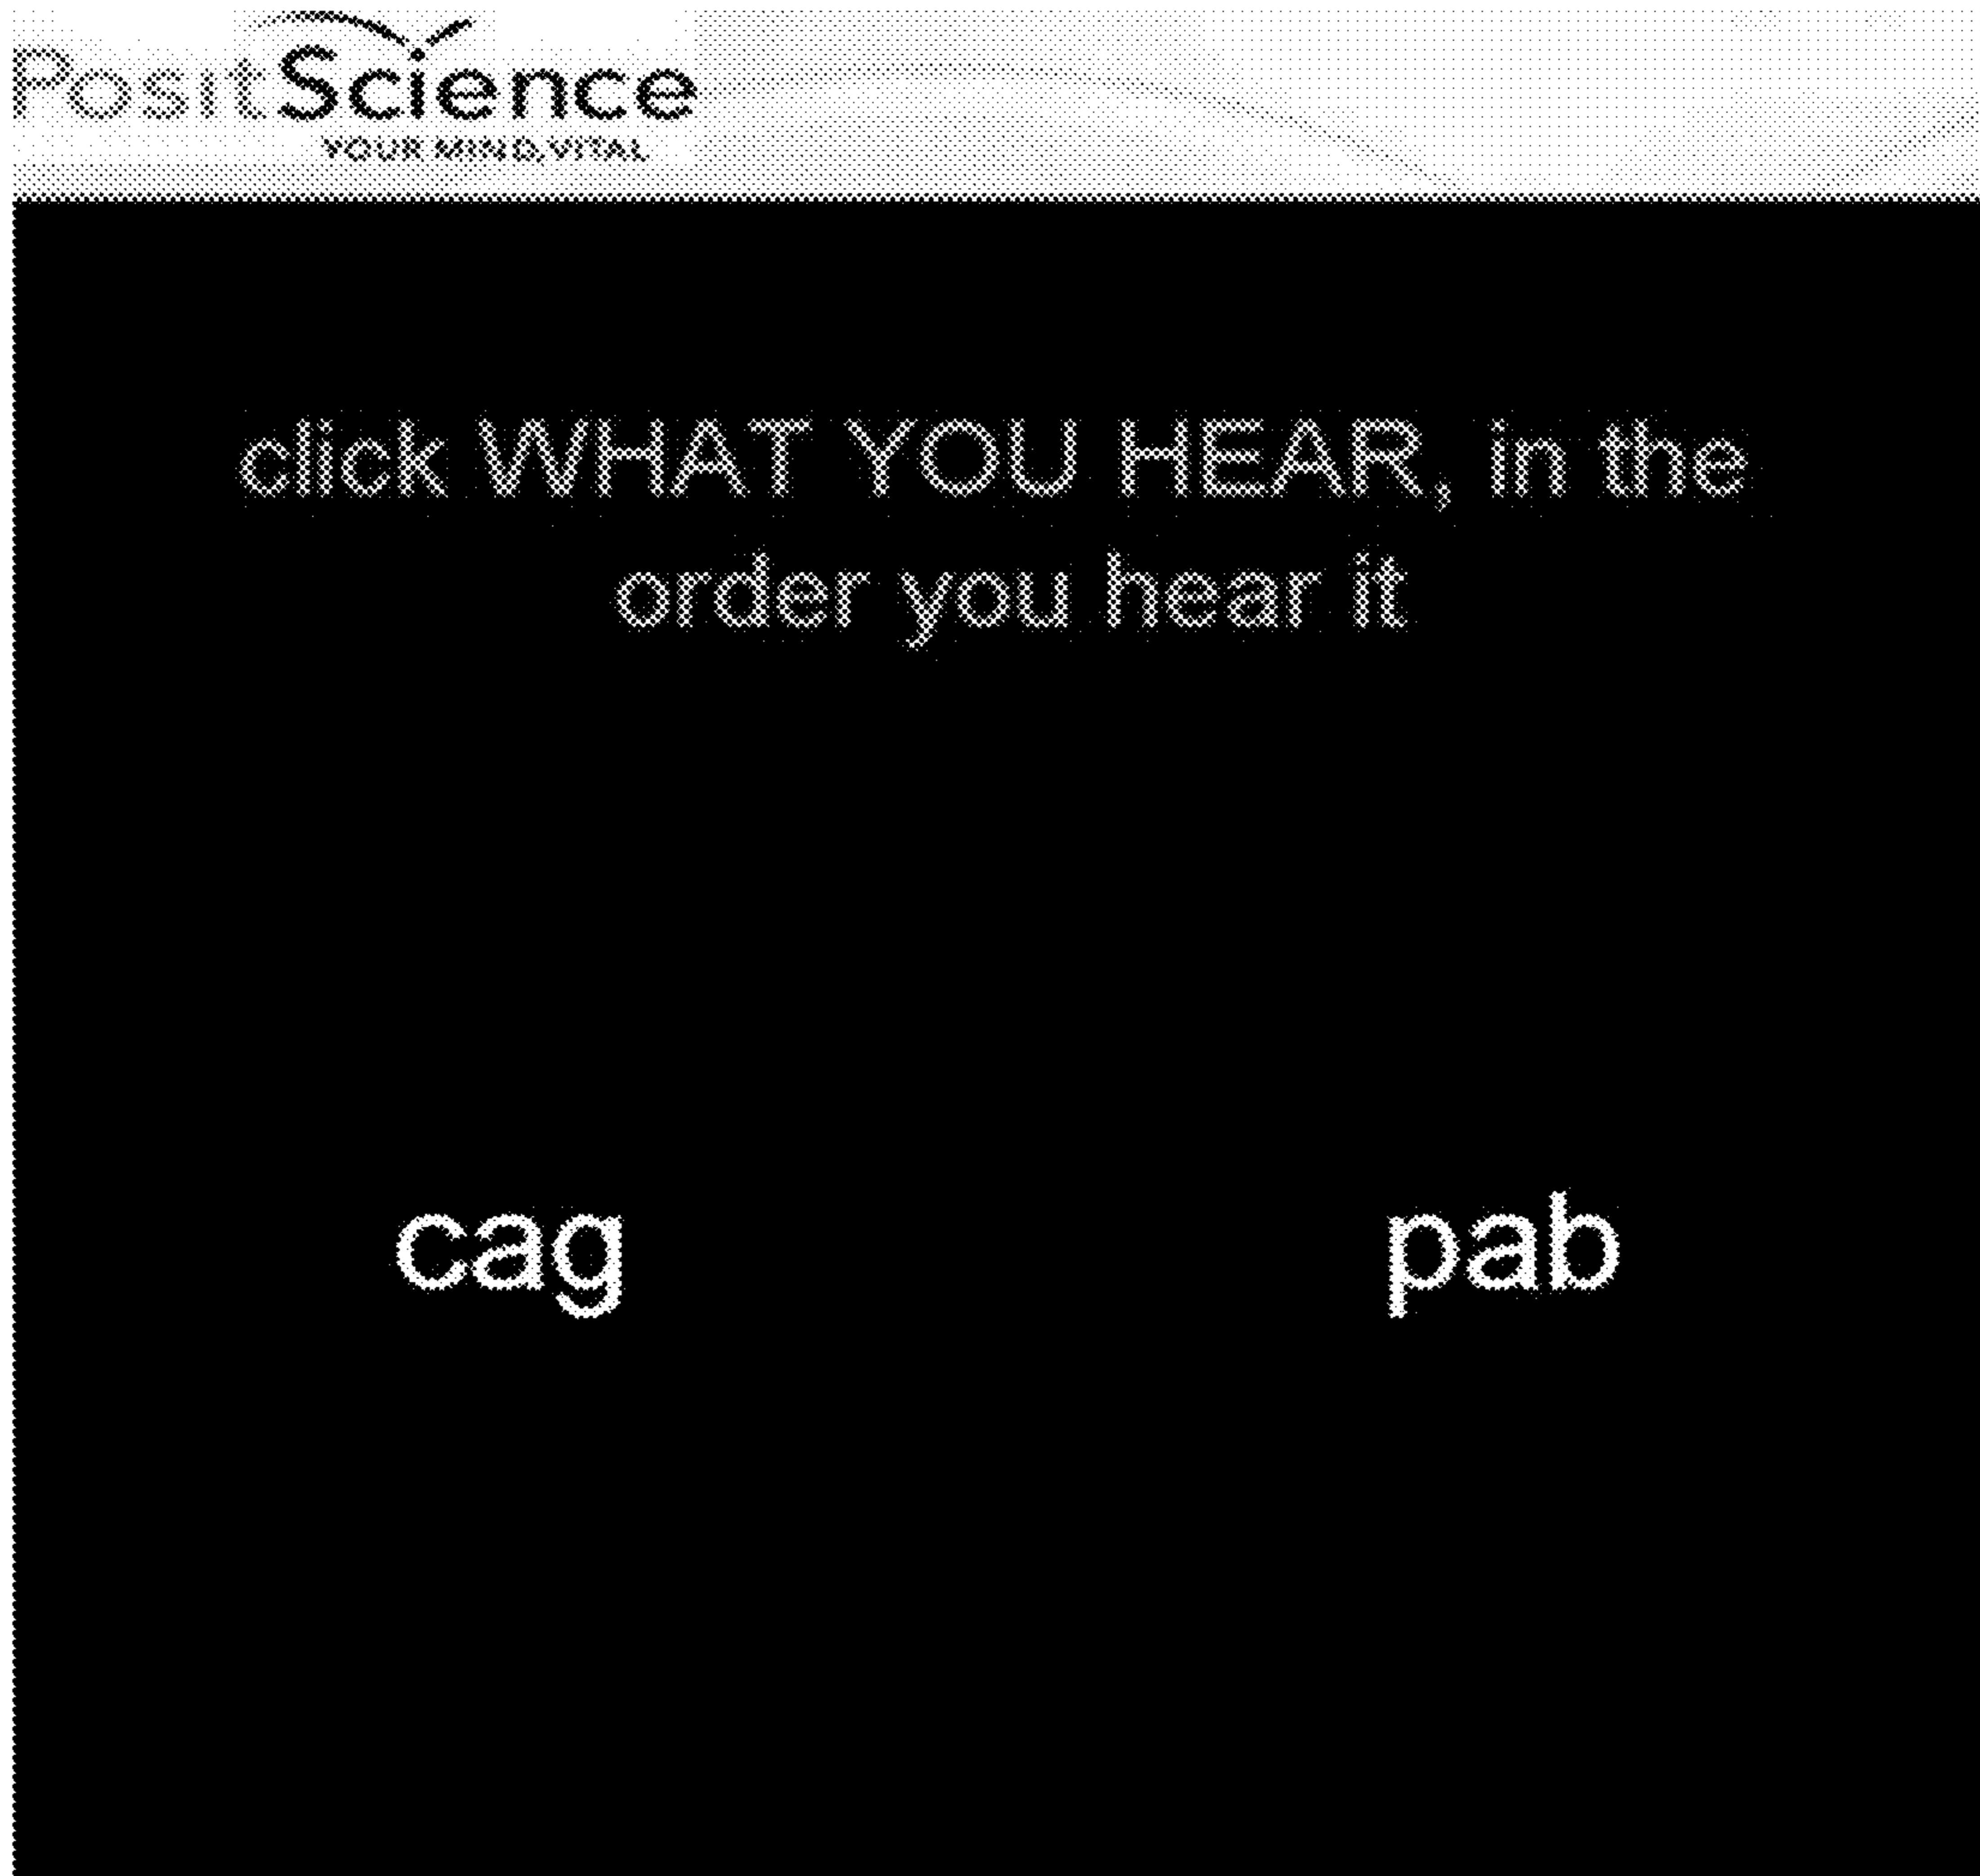 PositScience
YOUR MIND, VITAL
click WHAT YOU HEAR, in the
order you hear it
cag pab